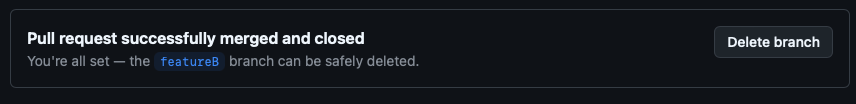 Pull request successfully merged and closed
You're all set — the featureB branch can be safely deleted.
Delete branch